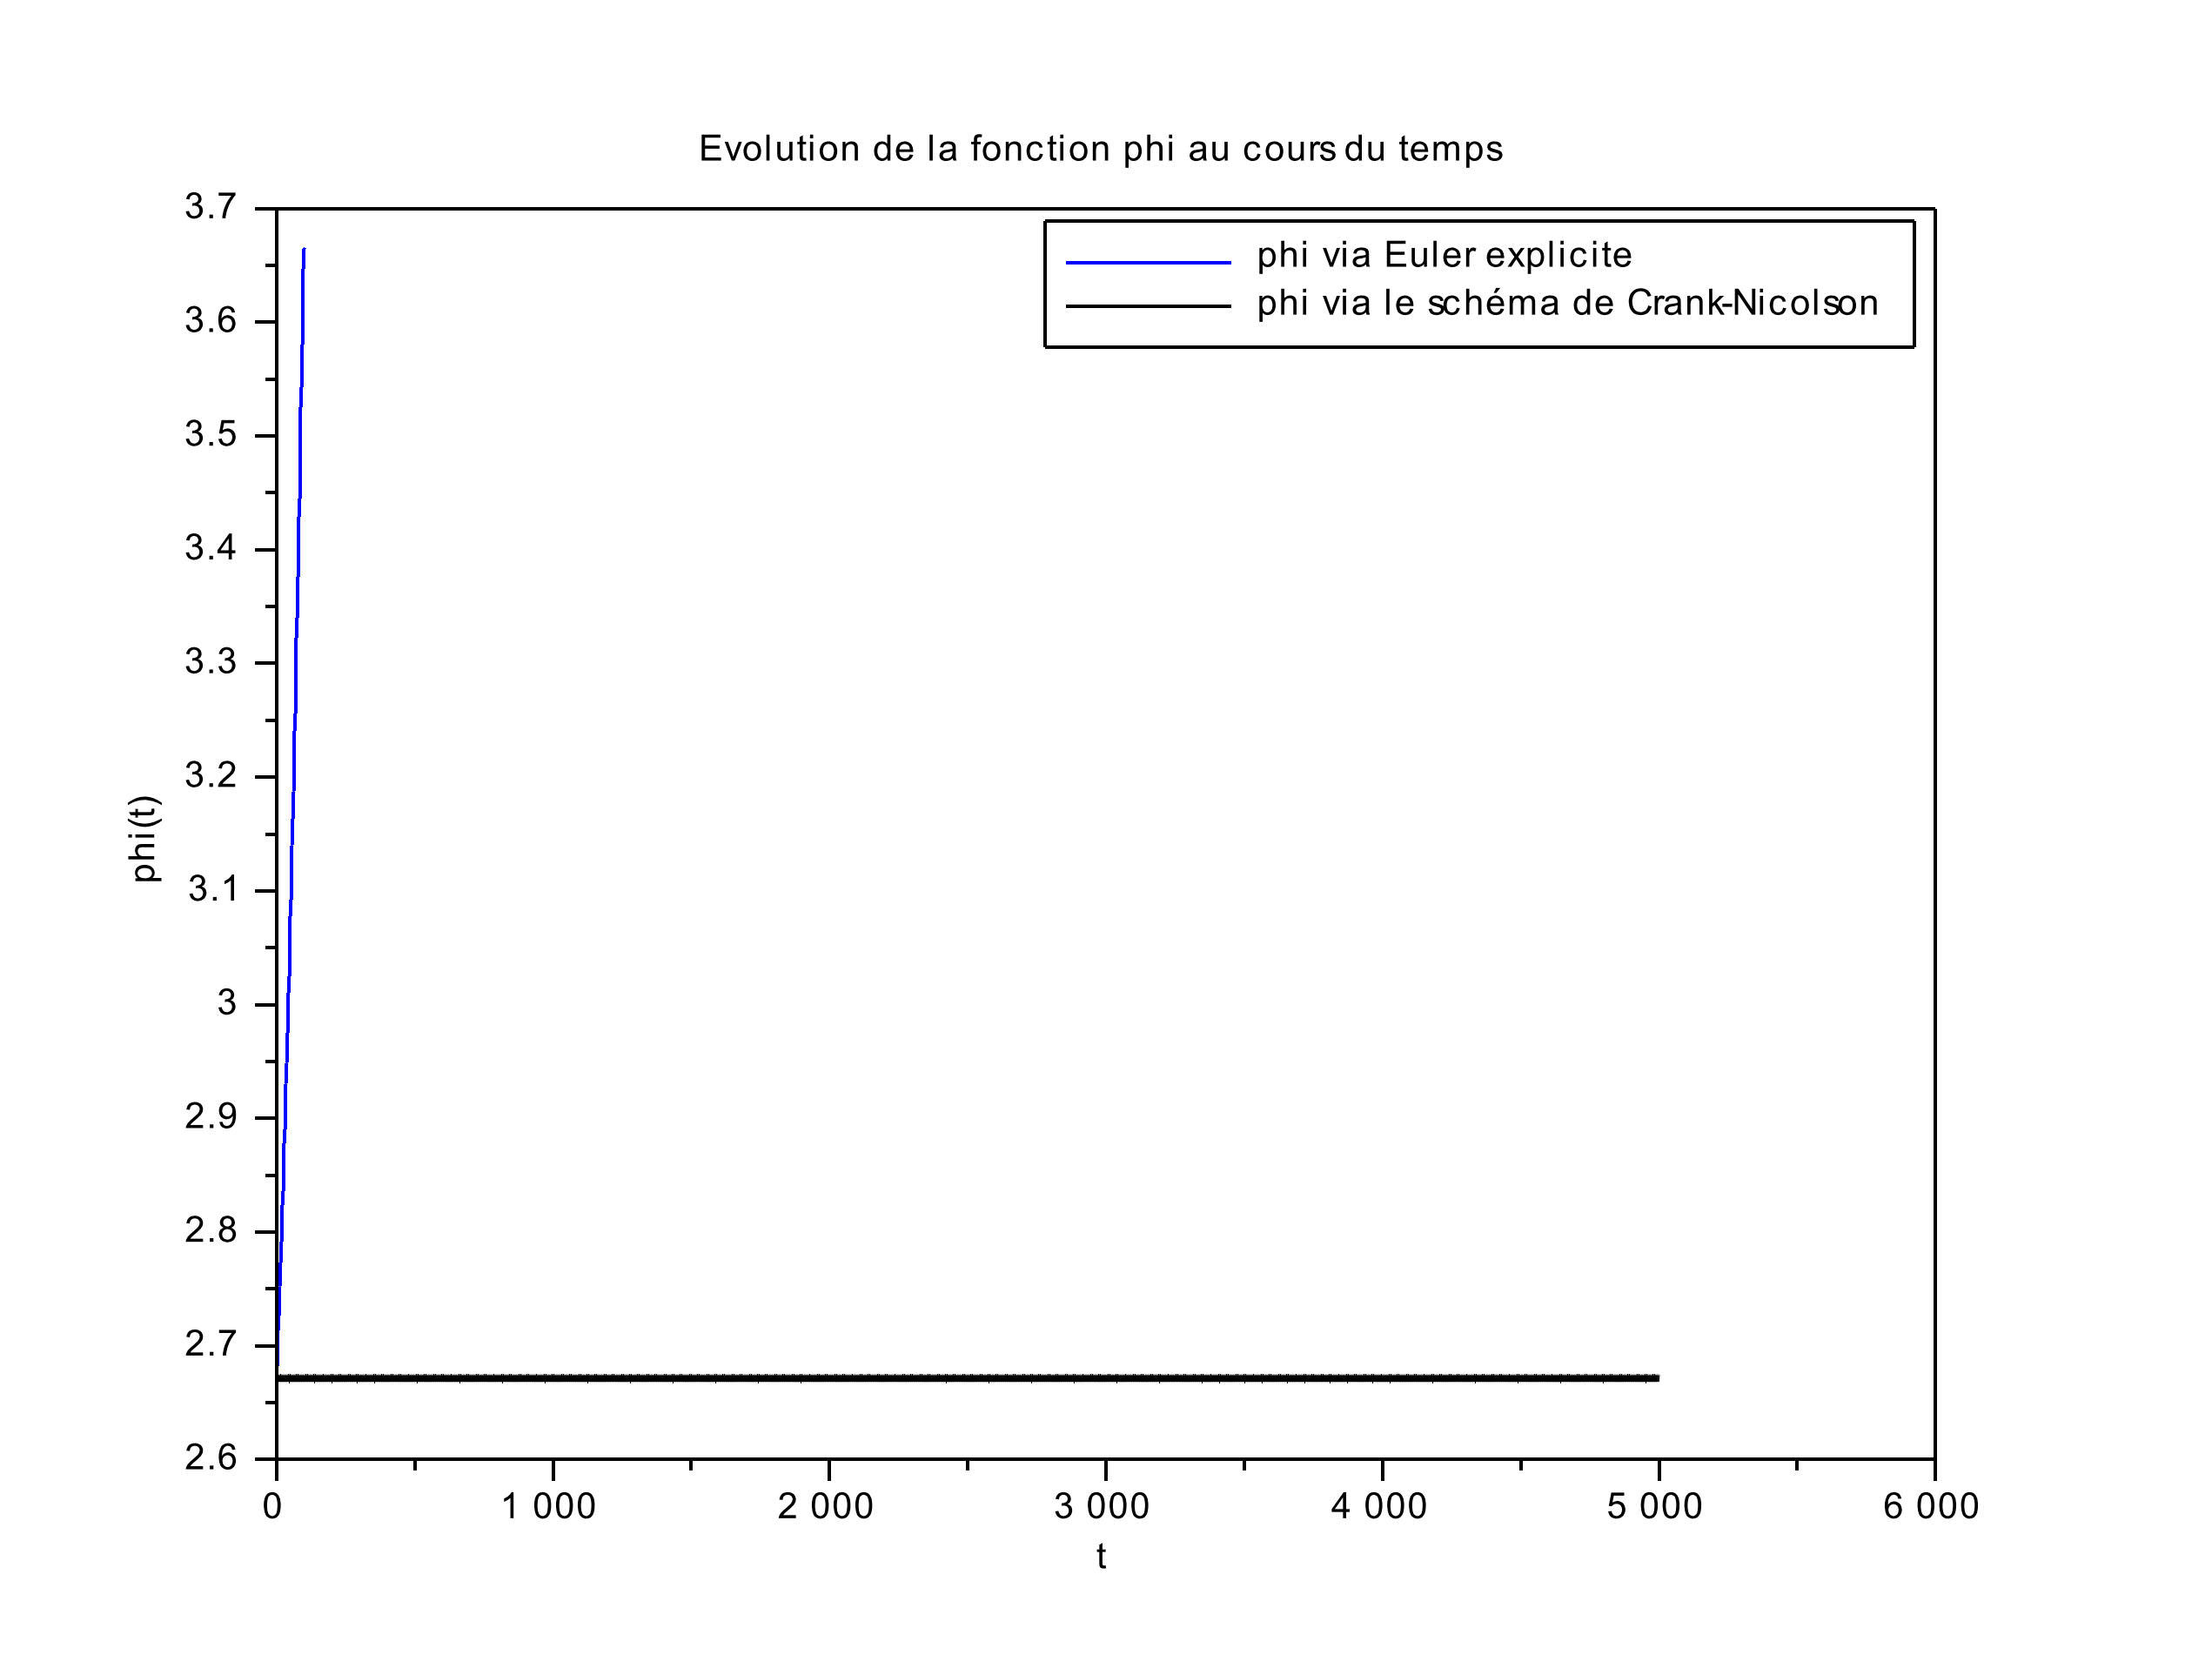 Evolution de la fonction phi au cours du temps
3.7
3.6
3.5
3.4
3.3
3.2
3.1
3
2.9
2.8
2.7
2.6
phi(t)
phi via Euler explicite
phi via le schéma de Crank-Nicolson
0 1 000 2 000 3 000 4 000 5 000 6 000
t